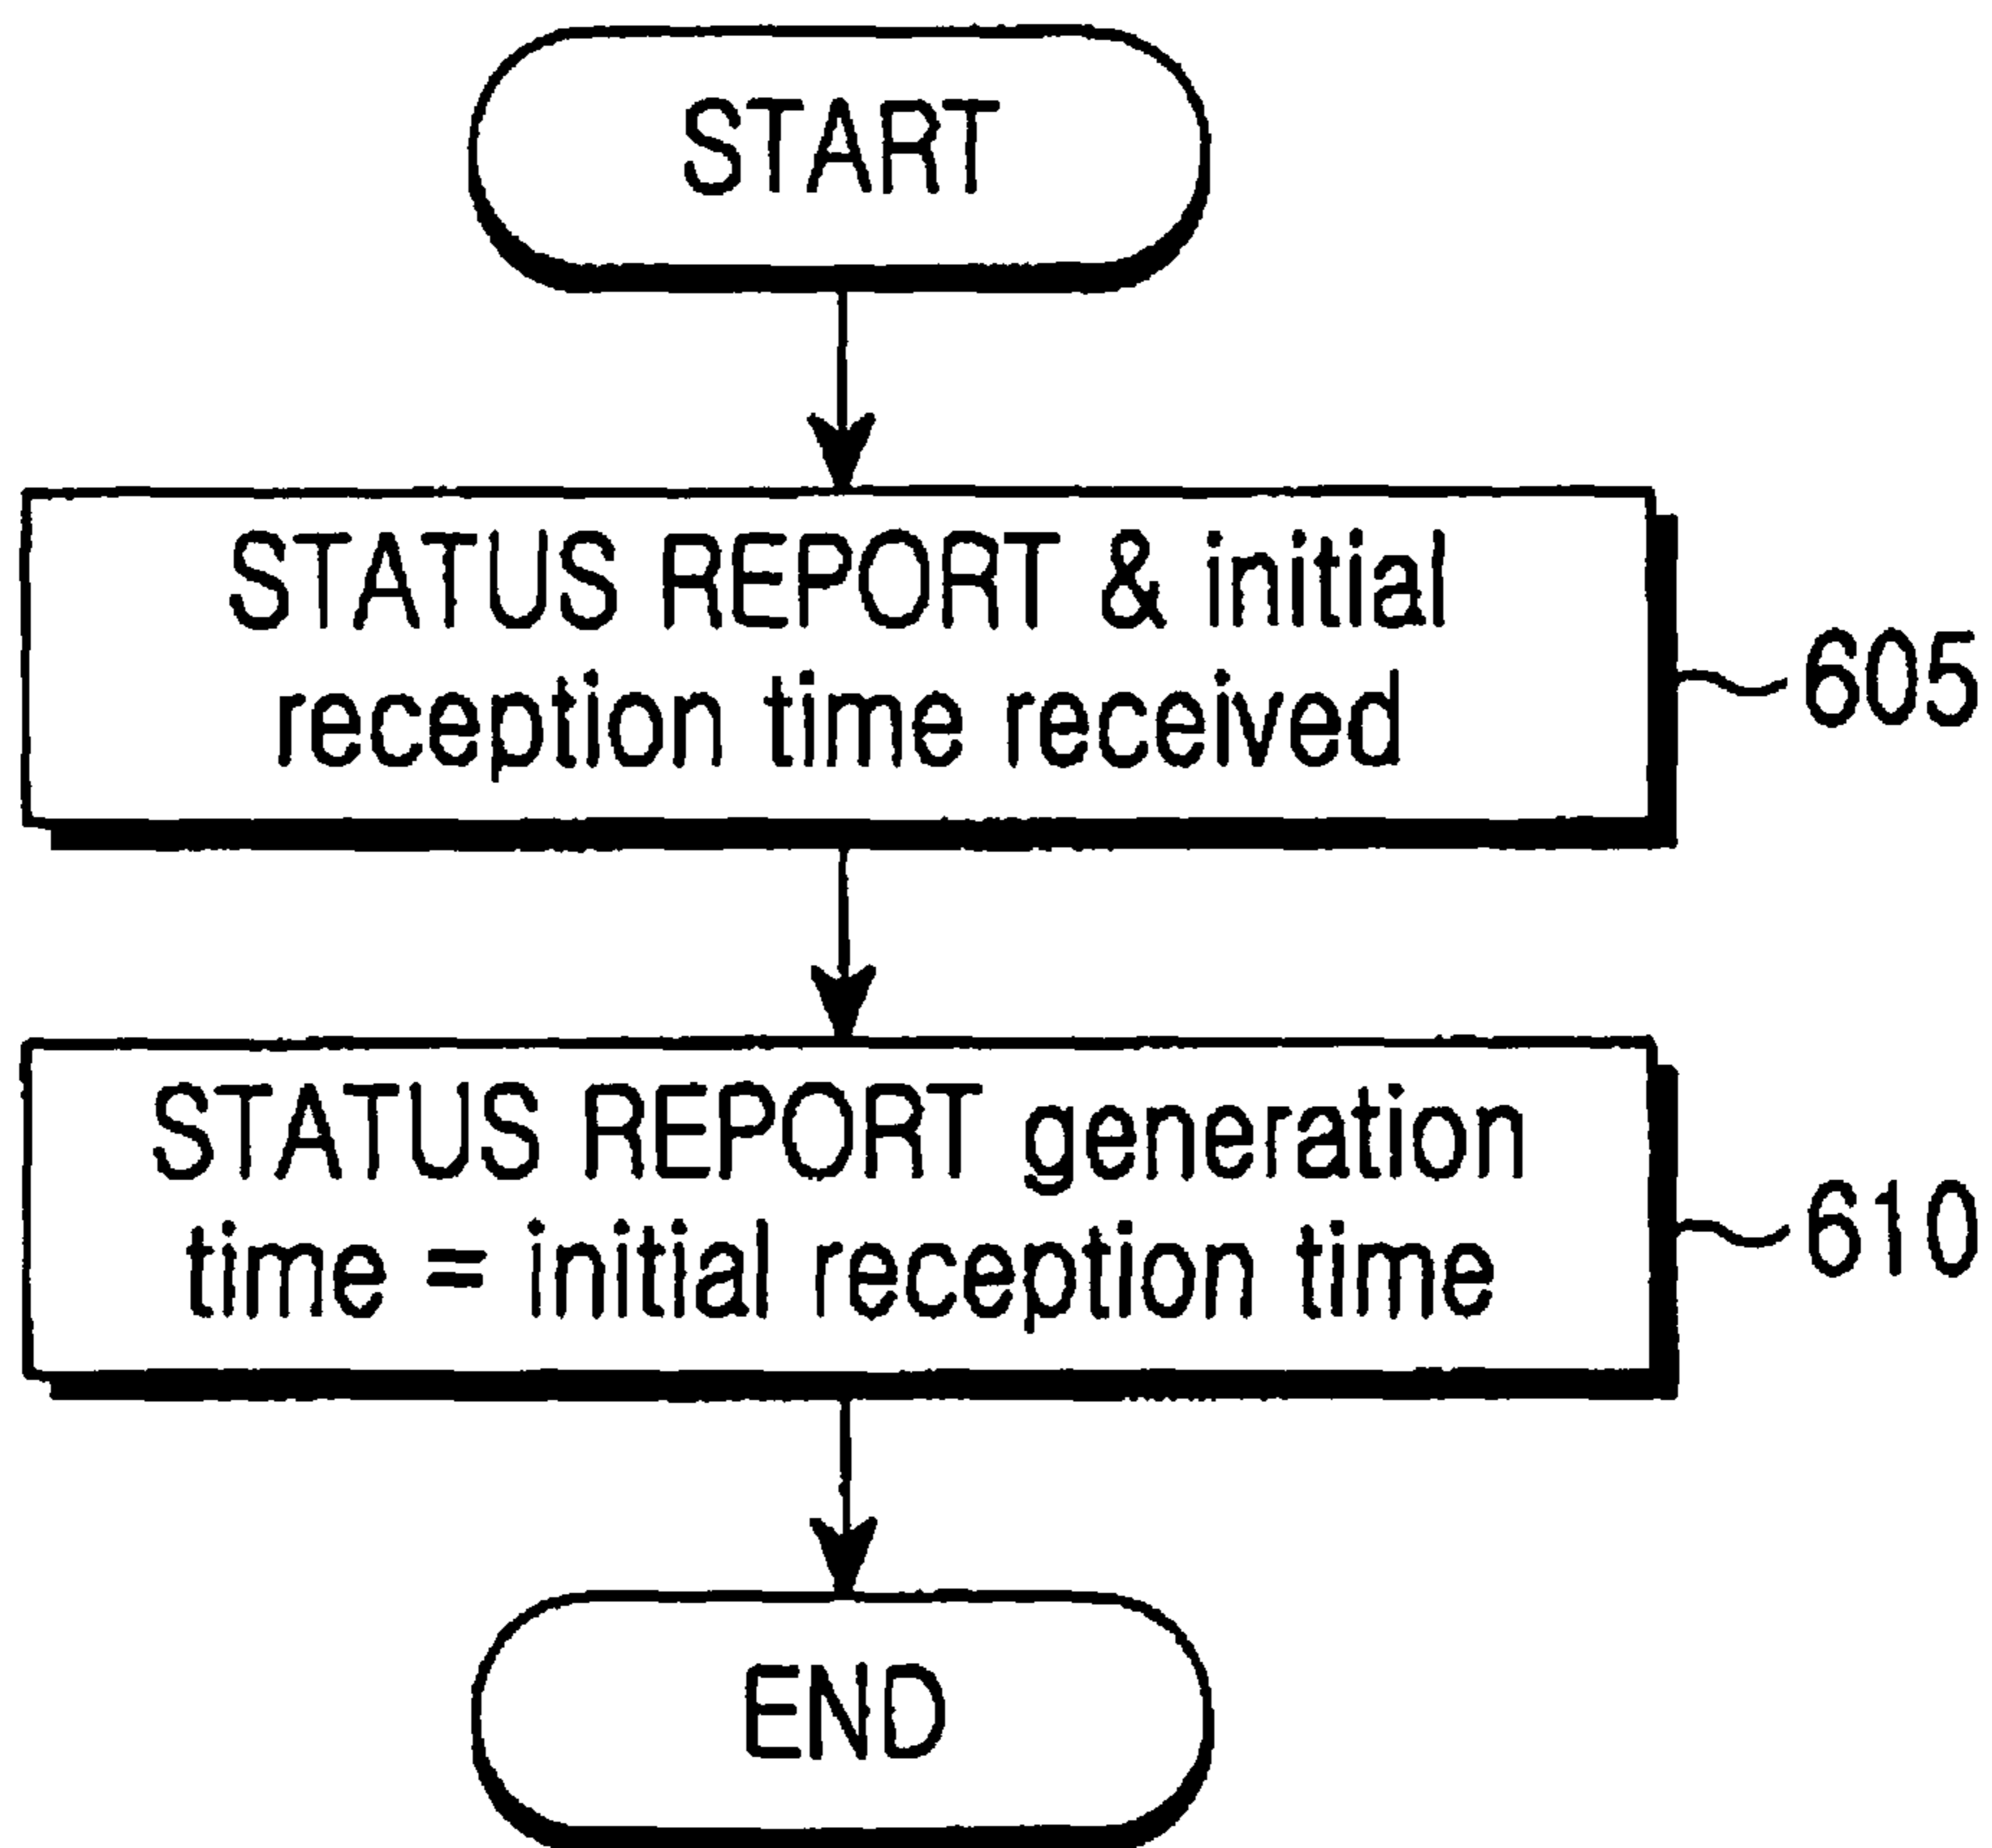 START
STATUS REPORT & initial
reception time received
605
STATUS REPORT generation
time = initial reception time
610
END